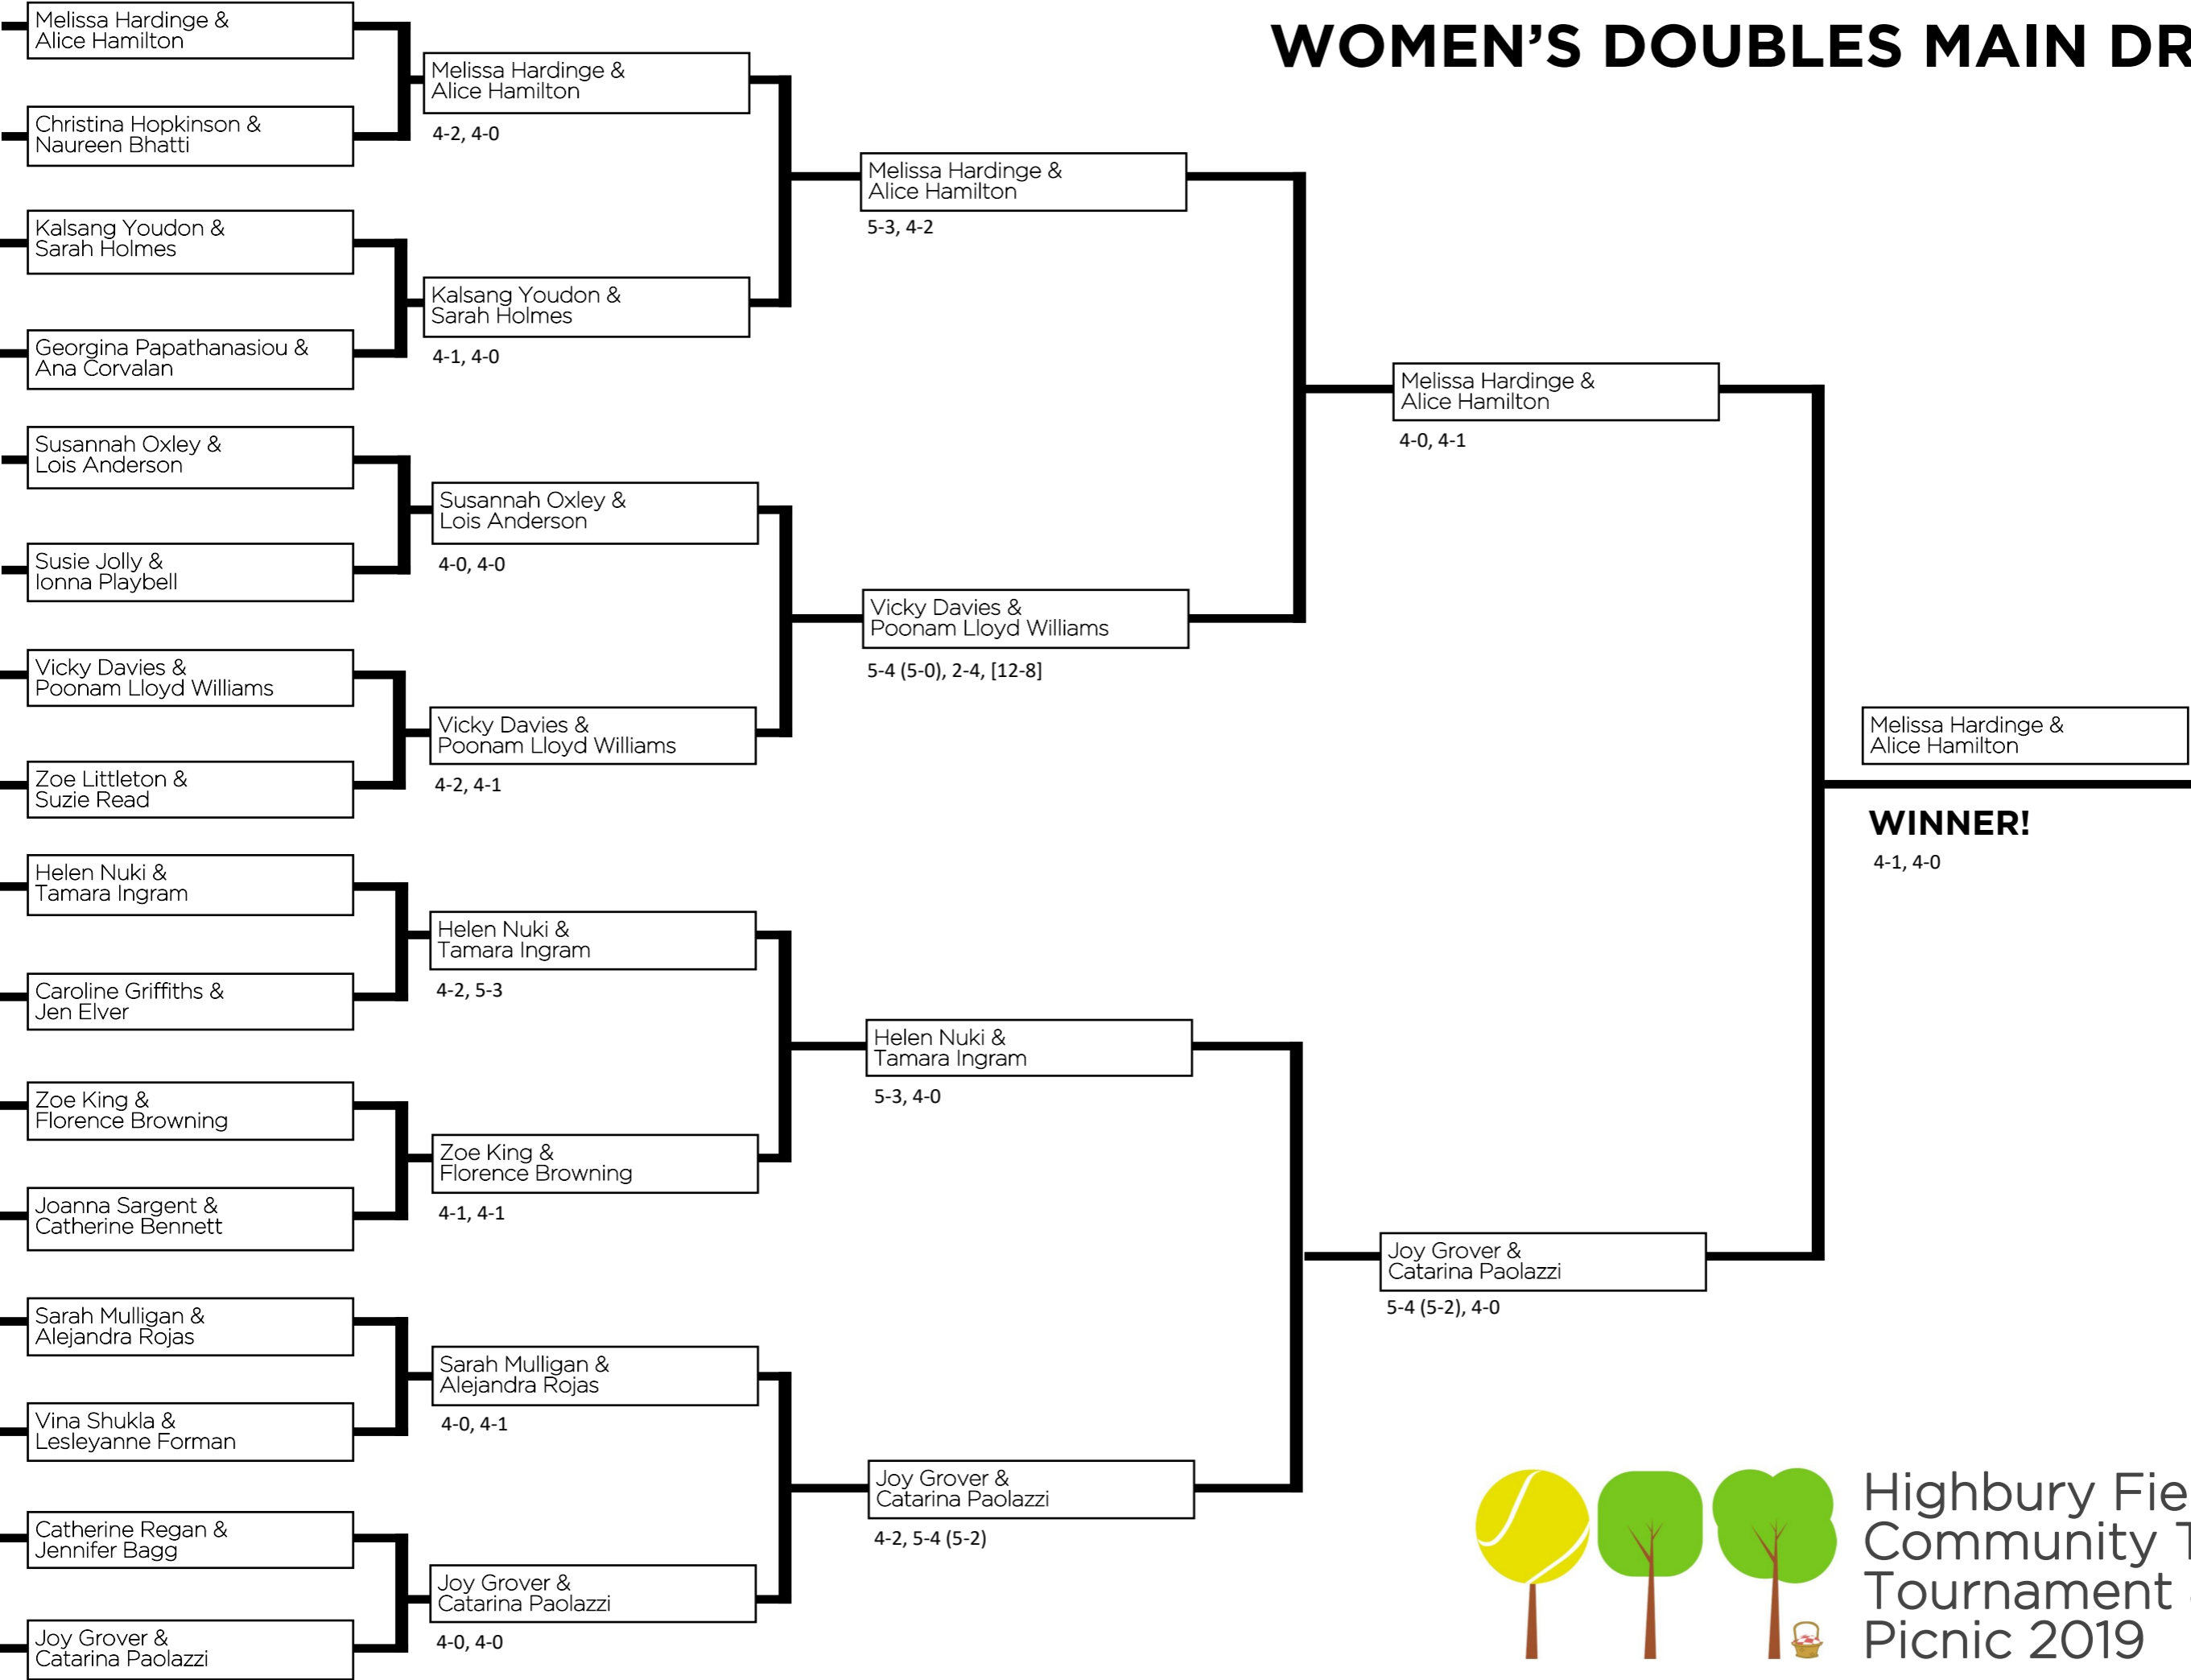 WOMEN'S DOUBLES MAIN DR
Melissa Hardinge &
Alice Hamilton
Christina Hopkinson &
Naureen Bhatti
Kalsang Youdon &
Sarah Holmes
Georgina Papathanasiou &
Ana Corvalan
Susannah Oxley &
Lois Anderson
Susie Jolly &
Ionna Playbell
Vicky Davies &
Poonam Lloyd Williams
Zoe Littleton &
Suzie Read
Helen Nuki &
Tamara Ingram
Caroline Griffiths &
Jen Elver
Zoe King &
Florence Browning
Joanna Sargent &
Catherine Bennett
Sarah Mulligan &
Alejandra Rojas
Vina Shukla &
Lesleyanne Forman
Catherine Regan &
Jennifer Bagg
Joy Grover &
Catarina Paolazzi
Melissa Hardinge &
Alice Hamilton
4-2, 4-0
Kalsang Youdon &
Sarah Holmes
4-1, 4-0
Susannah Oxley &
Lois Anderson
4-0, 4-0
Vicky Davies &
Poonam Lloyd Williams
4-2, 4-1
Helen Nuki &
Tamara Ingram
4-2, 5-3
Zoe King &
Florence Browning
4-1, 4-1
Sarah Mulligan &
Alejandra Rojas
4-0, 4-1
Joy Grover &
Catarina Paolazzi
4-0, 4-0
Melissa Hardinge &
Alice Hamilton
5-3, 4-2
Vicky Davies &
Poonam Lloyd Williams
5-4 (5-0), 2-4, [12-8]
Helen Nuki &
Tamara Ingram
5-3, 4-0
Joy Grover &
Catarina Paolazzi
4-2, 5-4 (5-2)
Melissa Hardinge &
Alice Hamilton
4-0, 4-1
Joy Grover &
Catarina Paolazzi
5-4 (5-2), 4-0
Melissa Hardinge &
Alice Hamilton
WINNER!
4-1, 4-0
Highbury Fie
Community T
Tournament
Picnic 2019